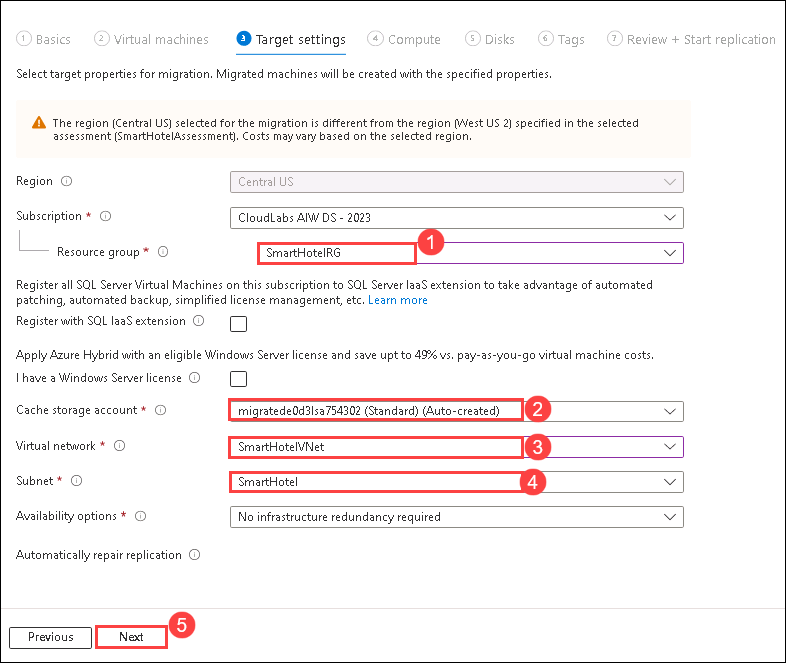 1 Basics 2 Virtual machines 3 Target settings 4 Compute 5 Disks 6 Tags 7 Review + Start replication
Select target properties for migration. Migrated machines will be created with the specified properties.
The region (Central US) selected for the migration is different from the region (West US 2) specified in the selected
assessment (SmartHotelAssessment). Costs may vary based on the selected region.
Region Central US
Subscription * CloudLabs AIW DS - 2023
Resource group * SmartHotelRG 1
Register all SQL Server Virtual Machines on this subscription to SQL Server IaaS extension to take advantage of automated
patching, automated backup, simplified license management, etc. Learn more
Register with SQL IaaS extension
Apply Azure Hybrid with an eligible Windows Server license and save upt to 49% vs. pay-as-you-go virtual machine costs.
I have a Windows Server license
Cache storage account * migratede0d3lsa754302 (Standard) (Auto-created) 2
Virtual network * SmartHotelVNet 3
Subnet * SmartHotel 4
Availability options * No infrastructure redundancy required
Automatically repair replication
Previous Next 5